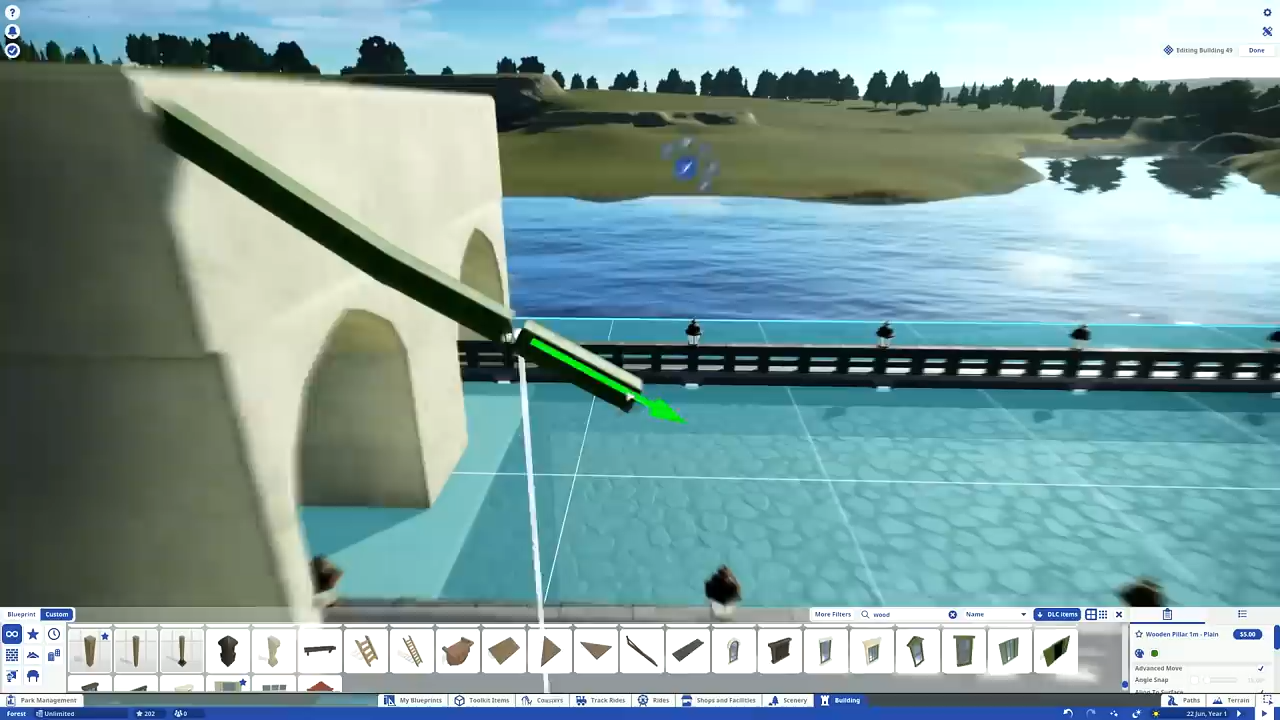 ?
Editing Building 49
Done
Blueprint
Custom
More Filters
wood
Name
DLC Items
Wooden Pillar 1m - Plain
$5.00
Advanced Move
Angle Snap
Park Management
My Blueprints
Toolkit Items
Coasters
Track Rides
Rides
Shops and Facilities
Scenery
Building
Paths
Terrain
Forest
Unlimited
202
0
22 Jun, Year 1